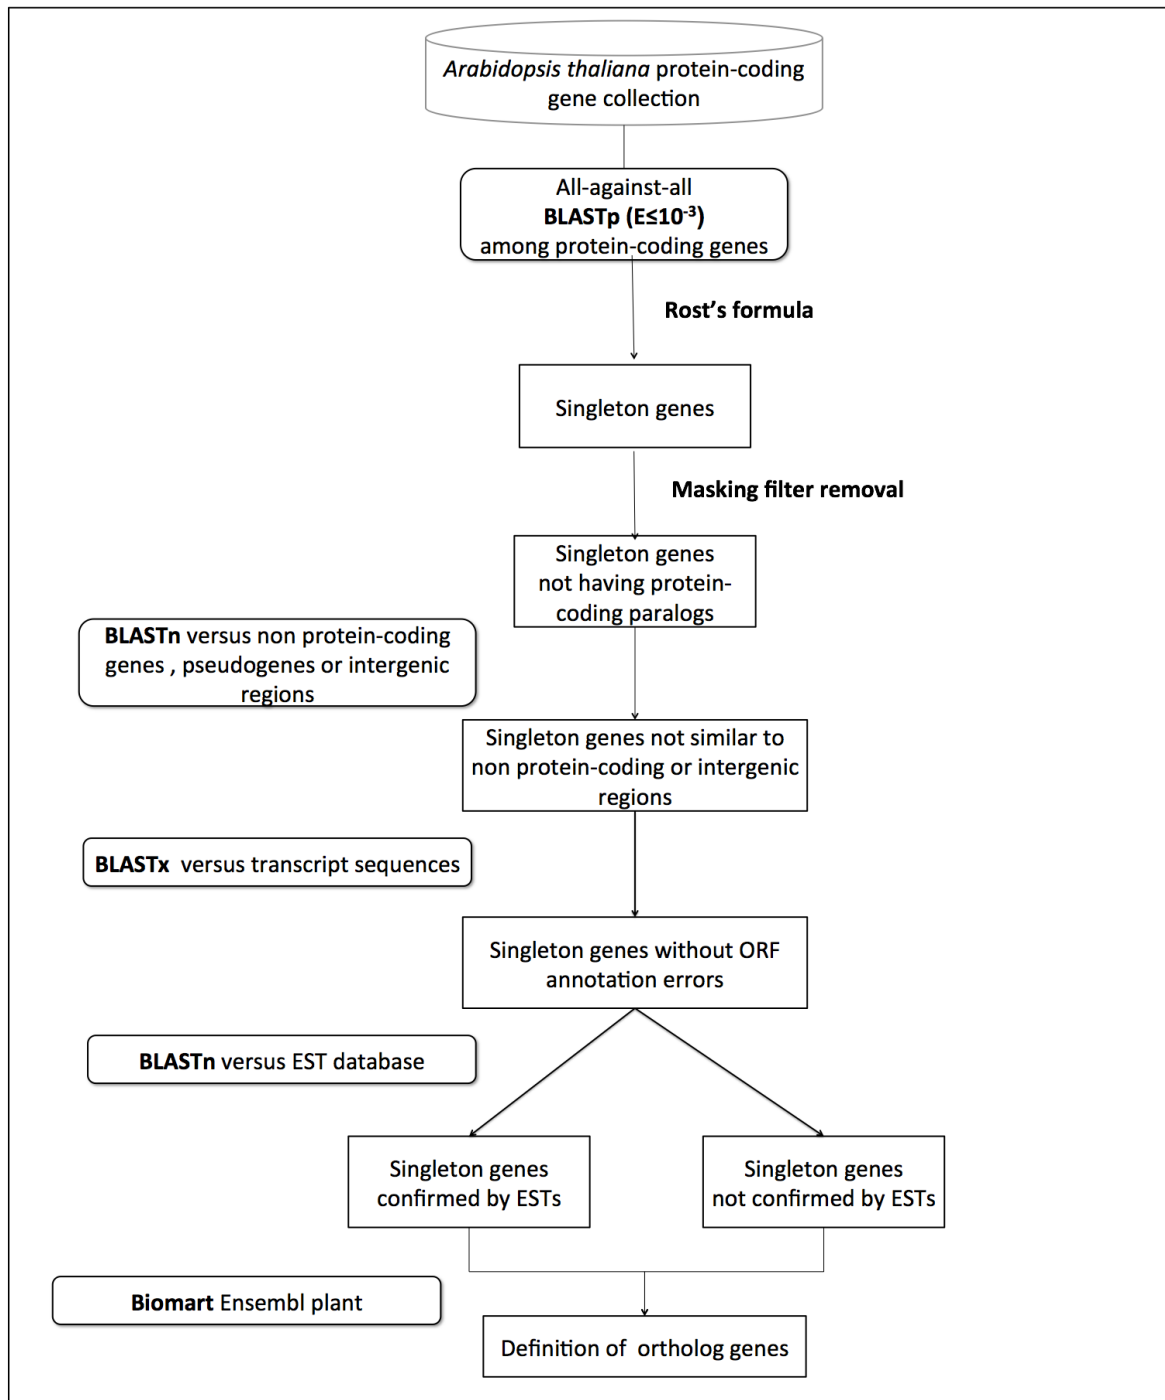 Arabidopsis thaliana protein-coding
gene collection
All-against-all
BLASTp (E≤10⁻³)
among protein-coding genes
Rost's formula
Singleton genes
Masking filter removal
Singleton genes
not having protein-
coding paralogs
BLASTn versus non protein-coding
genes , pseudogenes or intergenic
regions
Singleton genes not similar to
non protein-coding or intergenic
regions
BLASTx versus transcript sequences
Singleton genes without ORF
annotation errors
BLASTn versus EST database
Singleton genes
confirmed by ESTs
Singleton genes
not confirmed by ESTs
Biomart Ensembl plant
Definition of ortholog genes